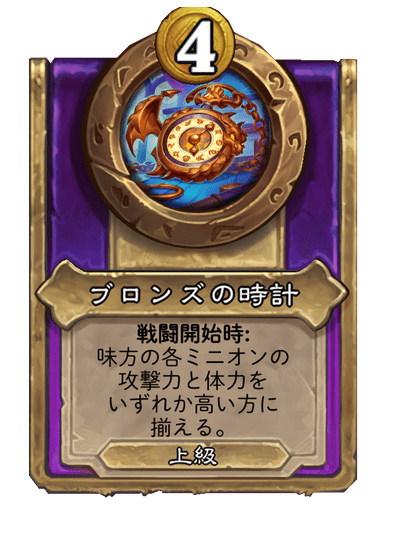 4
ブロンズの時計
戦闘開始時:
味方の各ミニオンの
攻撃力と体力を
いずれか高い方に
揃える。
上級